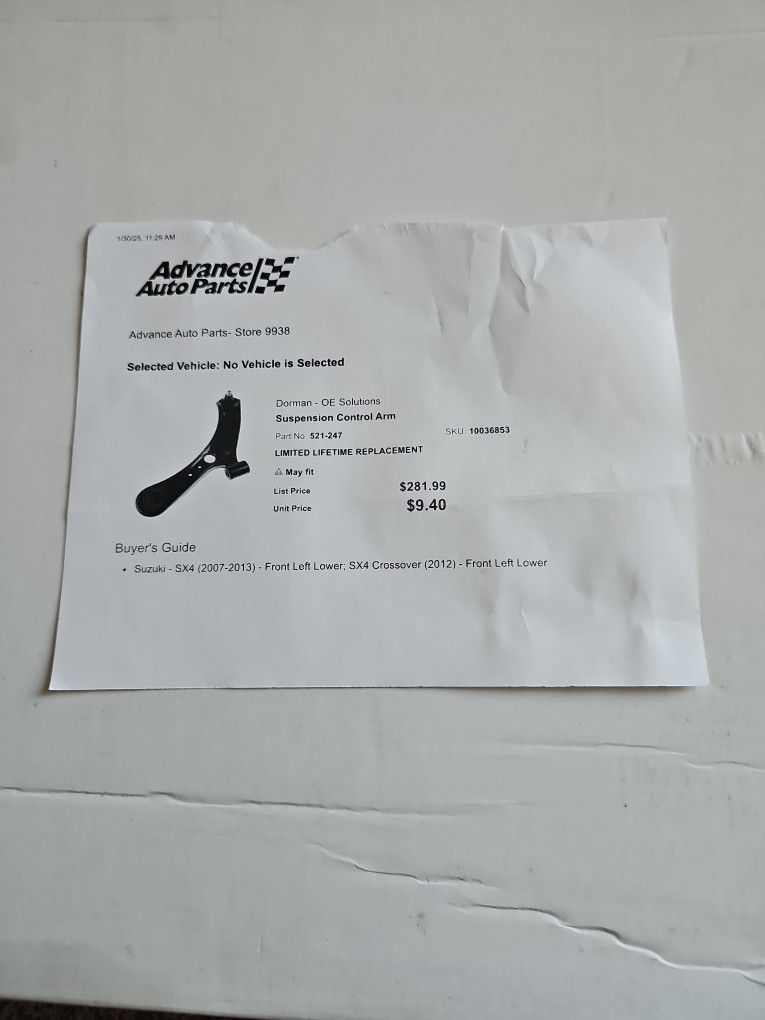 1/30/25, 11:29 AM
Advance
Auto Parts
Advance Auto Parts- Store 9938
Selected Vehicle: No Vehicle is Selected
Dorman - OE Solutions
Suspension Control Arm
Part No. 521-247 SKU: 10036853
LIMITED LIFETIME REPLACEMENT
⚠ May fit
List Price $281.99
Unit Price $9.40
Buyer's Guide
• Suzuki - SX4 (2007-2013) - Front Left Lower; SX4 Crossover (2012) - Front Left Lower